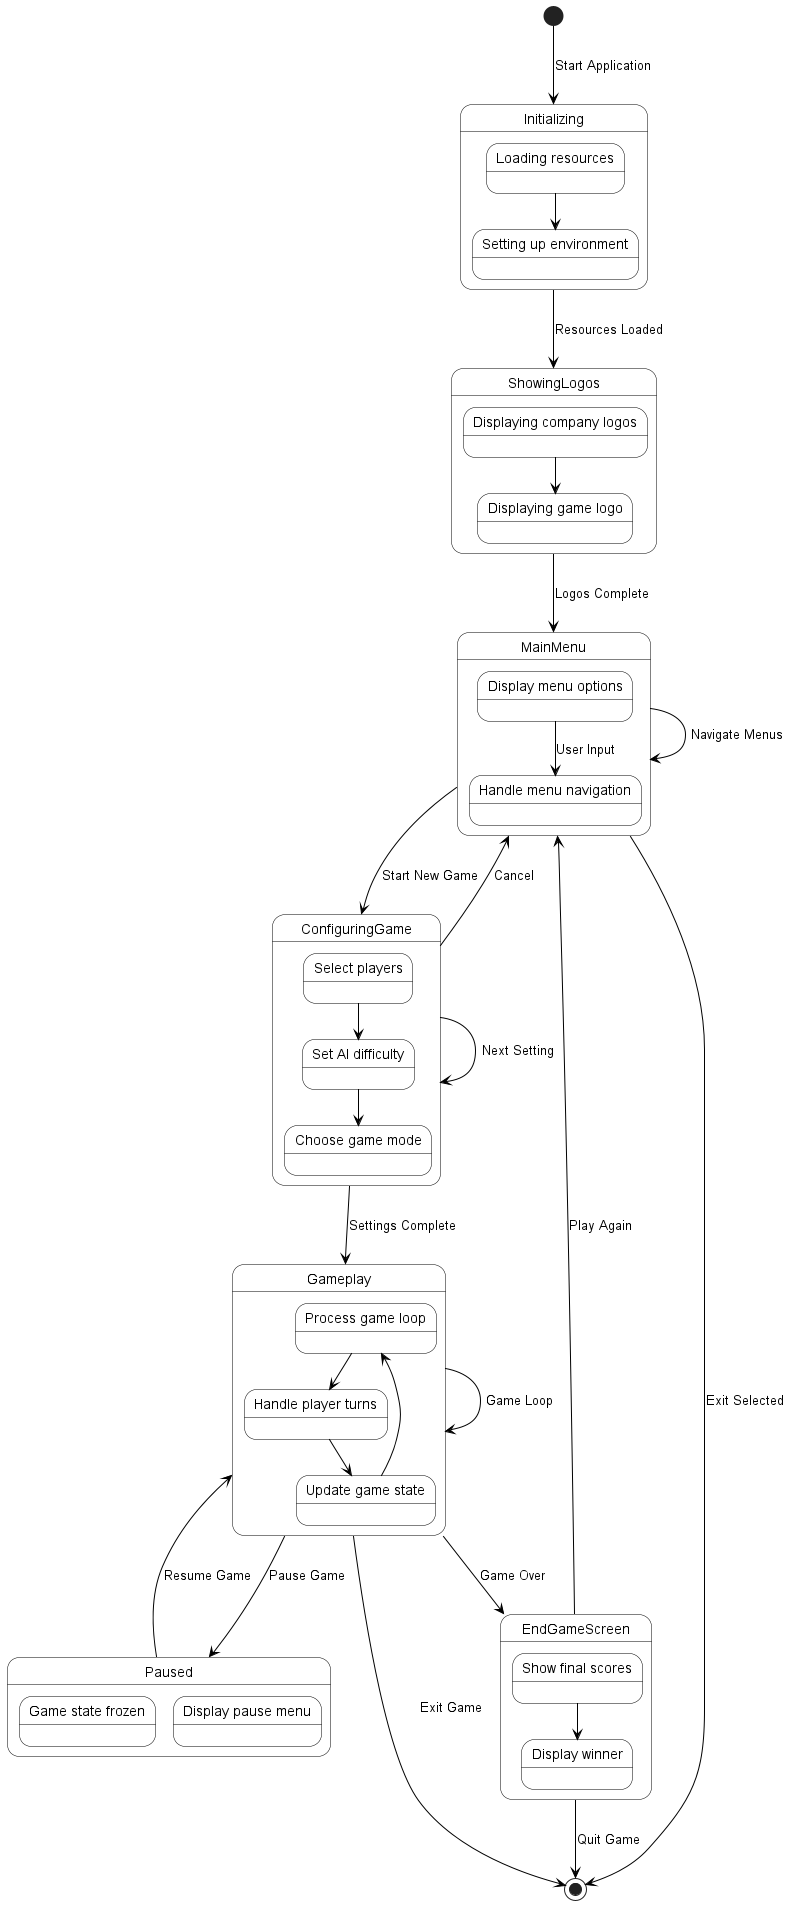 Start Application
Initializing
Loading resources
Setting up environment
Resources Loaded
ShowingLogos
Displaying company logos
Displaying game logo
Logos Complete
MainMenu
Display menu options
Navigate Menus
User Input
Handle menu navigation
Start New Game
Cancel
ConfiguringGame
Select players
Set AI difficulty
Next Setting
Choose game mode
Settings Complete
Play Again
Gameplay
Process game loop
Handle player turns
Game Loop
Exit Selected
Update game state
Resume Game
Pause Game
Game Over
EndGameScreen
Paused
Show final scores
Game state frozen
Display pause menu
Exit Game
Display winner
Quit Game